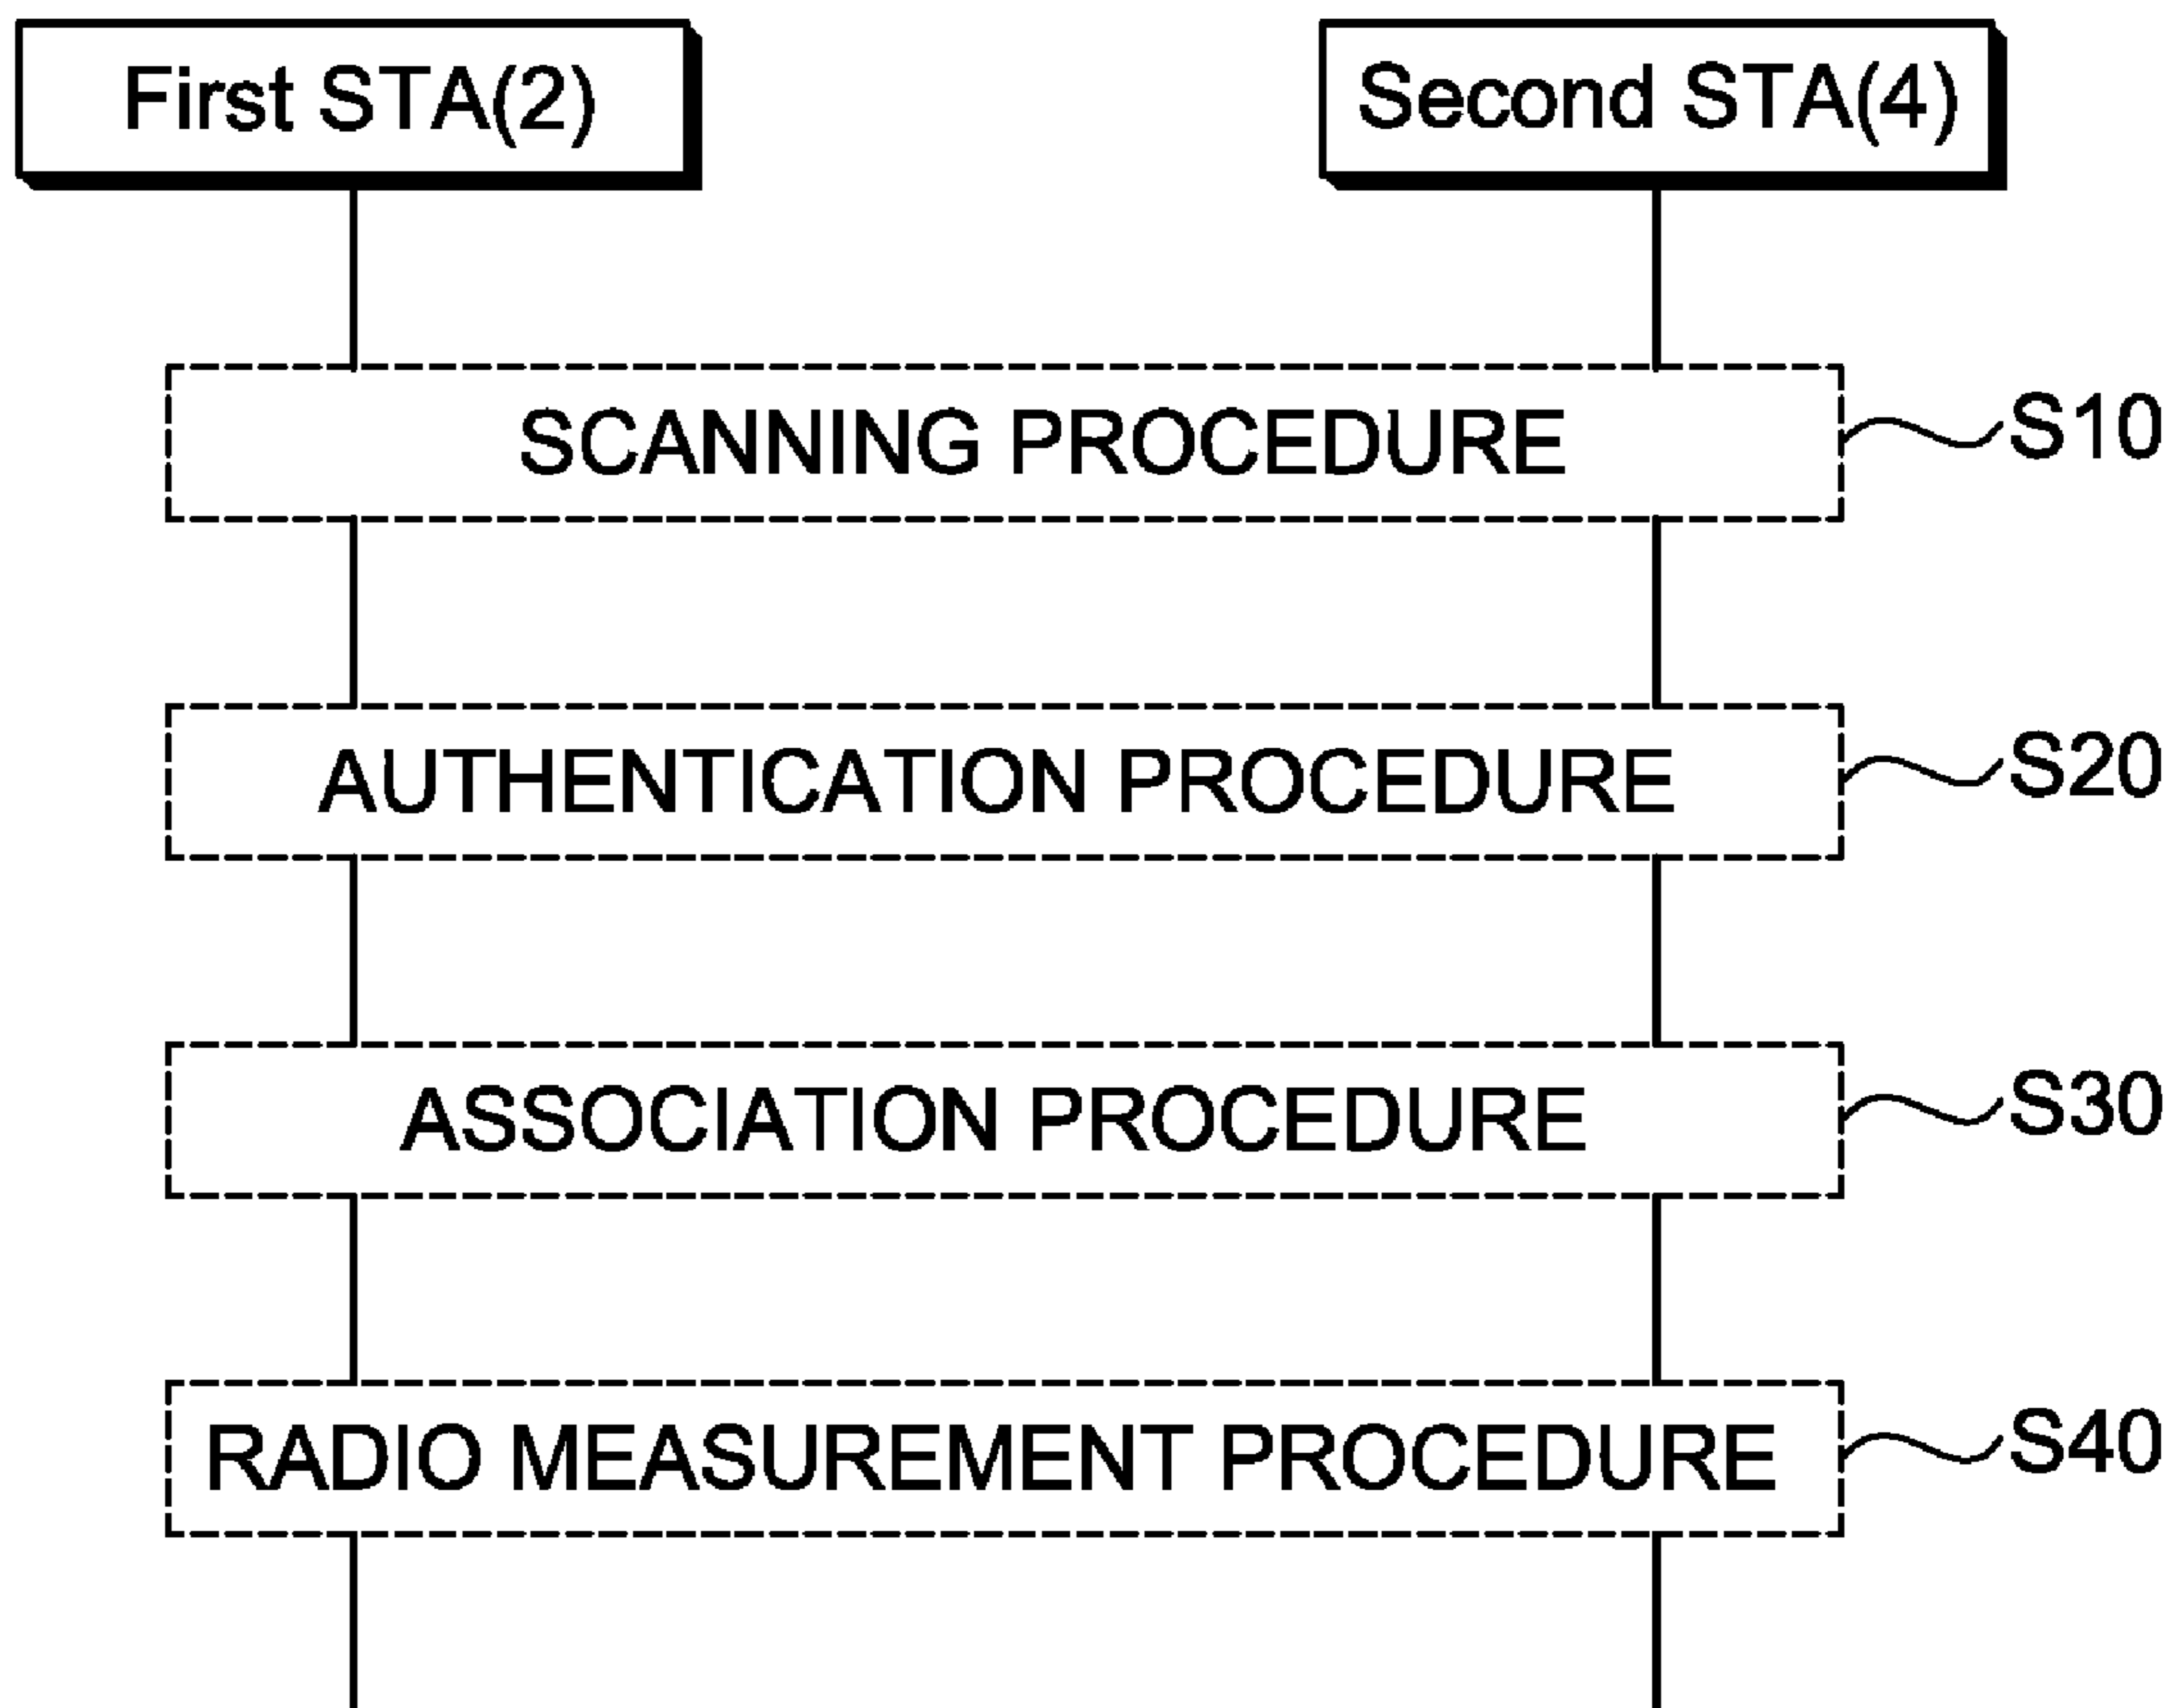 First STA(2)
Second STA(4)
SCANNING PROCEDURE
S10
AUTHENTICATION PROCEDURE
S20
ASSOCIATION PROCEDURE
S30
RADIO MEASUREMENT PROCEDURE
S40